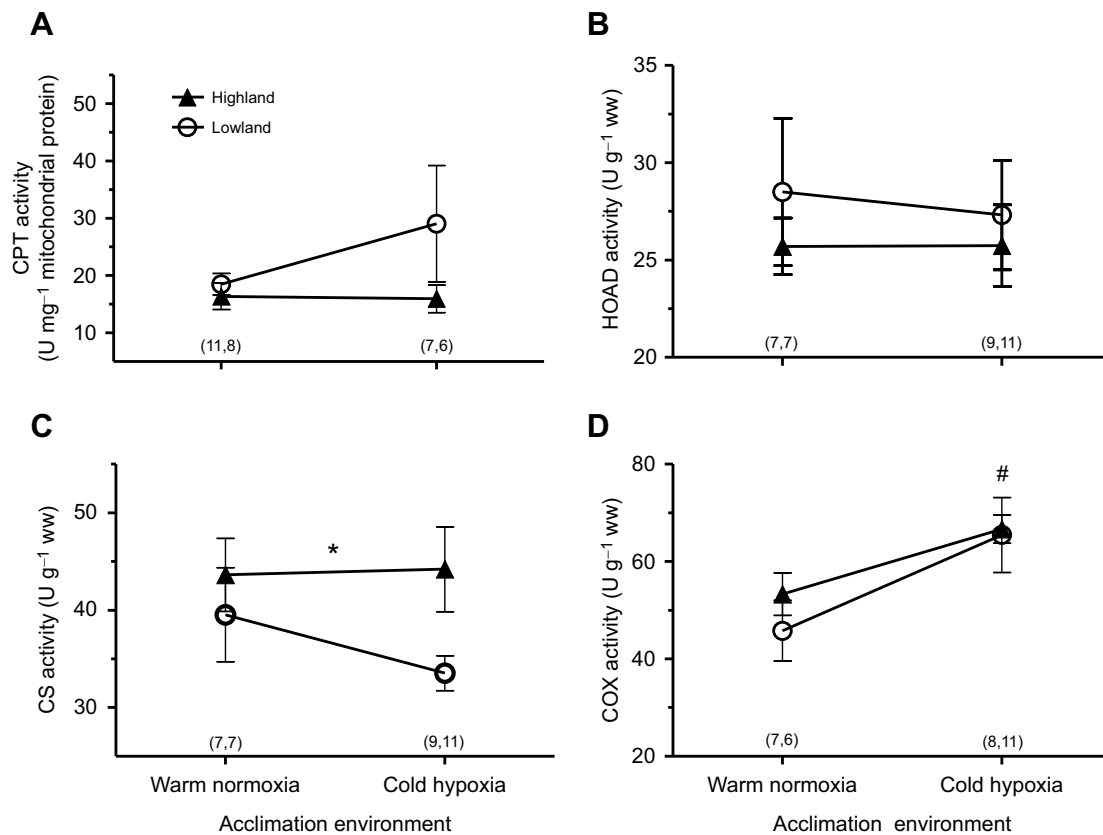 A
CPT activity
(U mg⁻¹ mitochondrial protein)
50
40
30
20
10
Highland
Lowland
(11,8)
(7,6)
B
HOAD activity (U g⁻¹ ww)
35
30
25
20
(7,7)
(9,11)
C
CS activity (U g⁻¹ ww)
50
40
30
*
(7,7)
(9,11)
Warm normoxia
Cold hypoxia
Acclimation environment
D
COX activity (U g⁻¹ ww)
80
60
40
20
#
(7,6)
(8,11)
Warm normoxia
Cold hypoxia
Acclimation environment